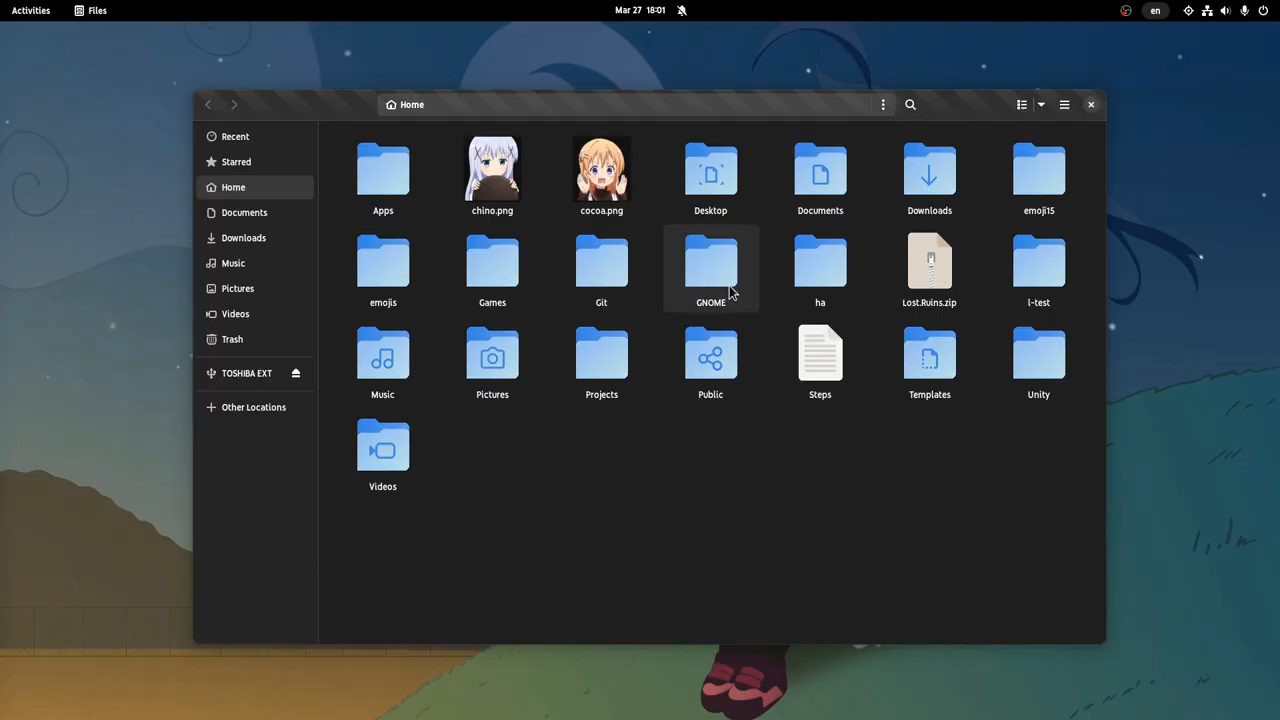 Activities
Files
Mar 27 18:01
en
Home
Recent
Starred
Home
Documents
Downloads
Music
Pictures
Videos
Trash
TOSHIBA EXT
Other Locations
Apps
chino.png
cocoa.png
Desktop
Documents
Downloads
emoji15
emojis
Games
Git
GNOME
ha
Lost.Ruins.zip
l-test
Music
Pictures
Projects
Public
Steps
Templates
Unity
Videos